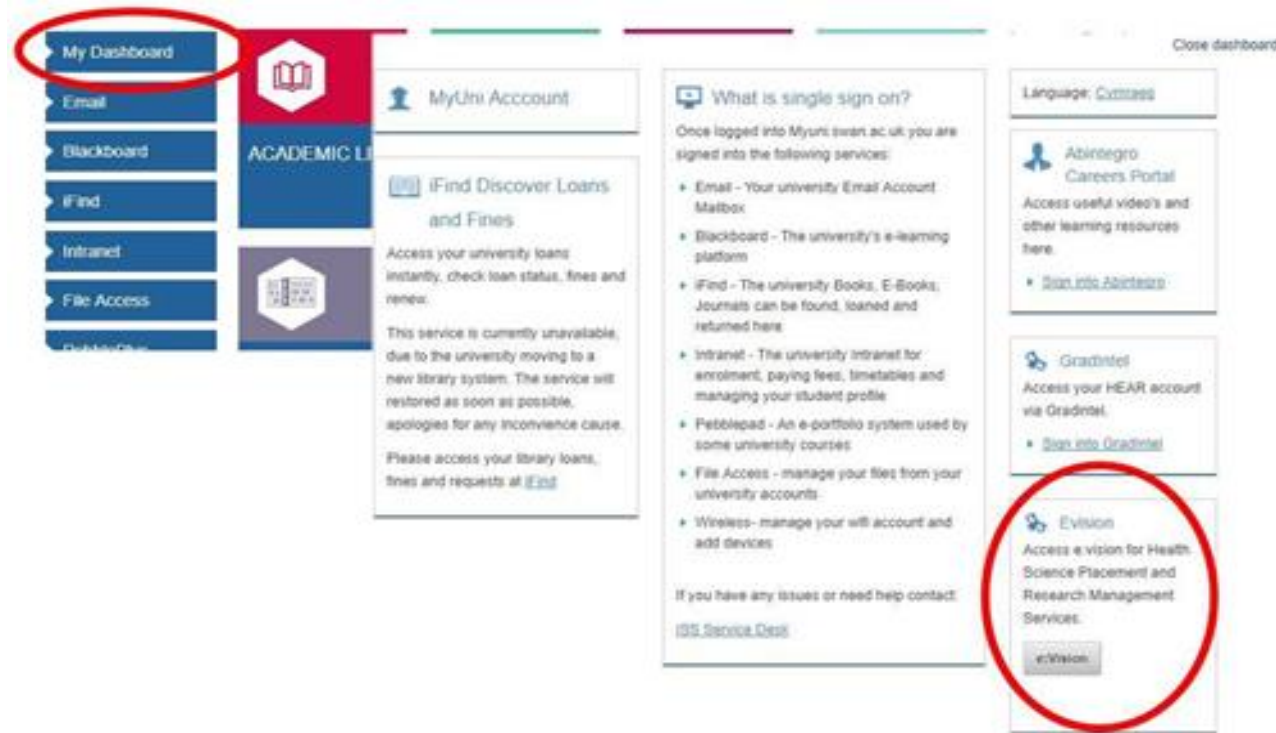 My Dashboard
Email
Blackboard
iFind
Intranet
File Access
PebblePlus
ACADEMIC LI
Close dashboard
MyUni Acccount
iFind Discover Loans
and Fines
Access your university loans
instantly, check loan status, fines and
renew.
This service is currently unavailable,
due to the university moving to a
new library system. The service will
restored as soon as possible,
apologies for any inconvience cause.
Please access your library loans,
fines and requests at iFind
What is single sign on?
Once logged into Myuni.swan.ac.uk you are
signed into the following services:
Email - Your university Email Account
Mailbox
Blackboard - The university's e-learning
platform
iFind - The university Books, E-Books,
Journals can be found, loaned and
returned here
Intranet - The university intranet for
enrolment, paying fees, timetables and
managing your student profile
Pebblepad - An e-portfolio system used by
some university courses
File Access - manage your files from your
university accounts
Wireless- manage your wifi account and
add devices
If you have any issues or need help contact:
ISS Service Desk
Language: Cymraeg
Abintegro
Careers Portal
Access useful video's and
other learning resources
here.
Sign into Abintegro
GradIntel
Access your HEAR account
via Gradintel.
Sign into GradIntel
Evision
Access e:vision for Health
Science Placement and
Research Management
Services.
e:Vision